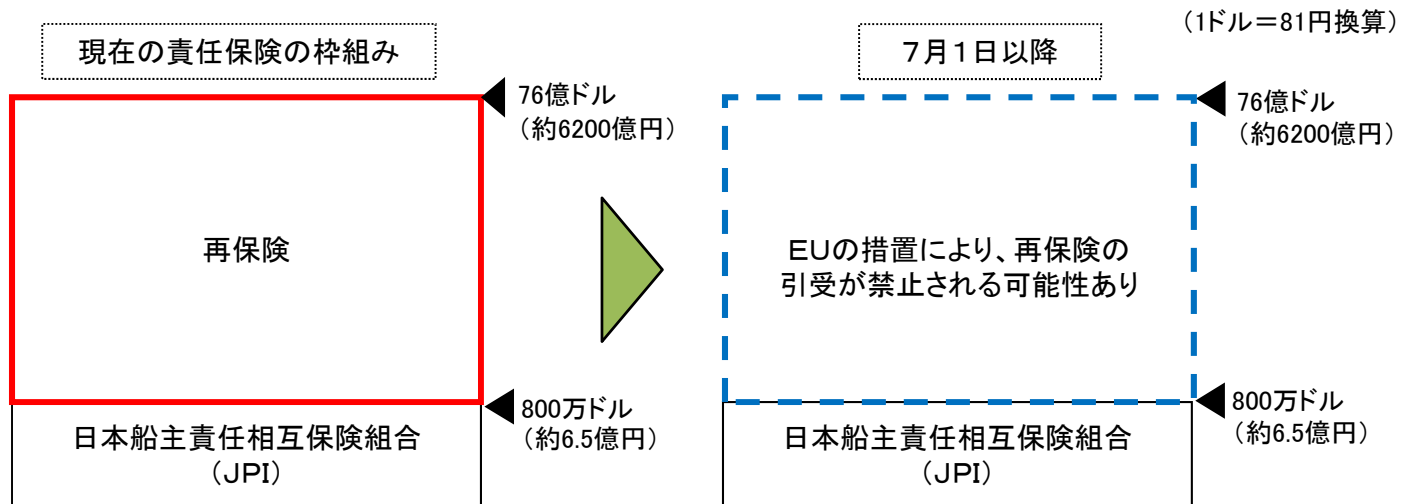 （1ドル＝81円換算）
現在の責任保険の枠組み
76億ドル
（約6200億円）
再保険
800万ドル
（約6.5億円）
日本船主責任相互保険組合
（JPI）
７月１日以降
76億ドル
（約6200億円）
ＥＵの措置により、再保険の
引受が禁止される可能性あり
800万ドル
（約6.5億円）
日本船主責任相互保険組合
（JPI）